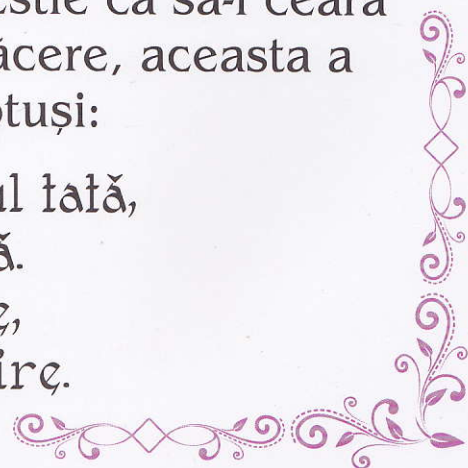 Estie ca să-i ceară
ăcere, aceasta a
otuși:
ul tată,
ă.
e,
ire.